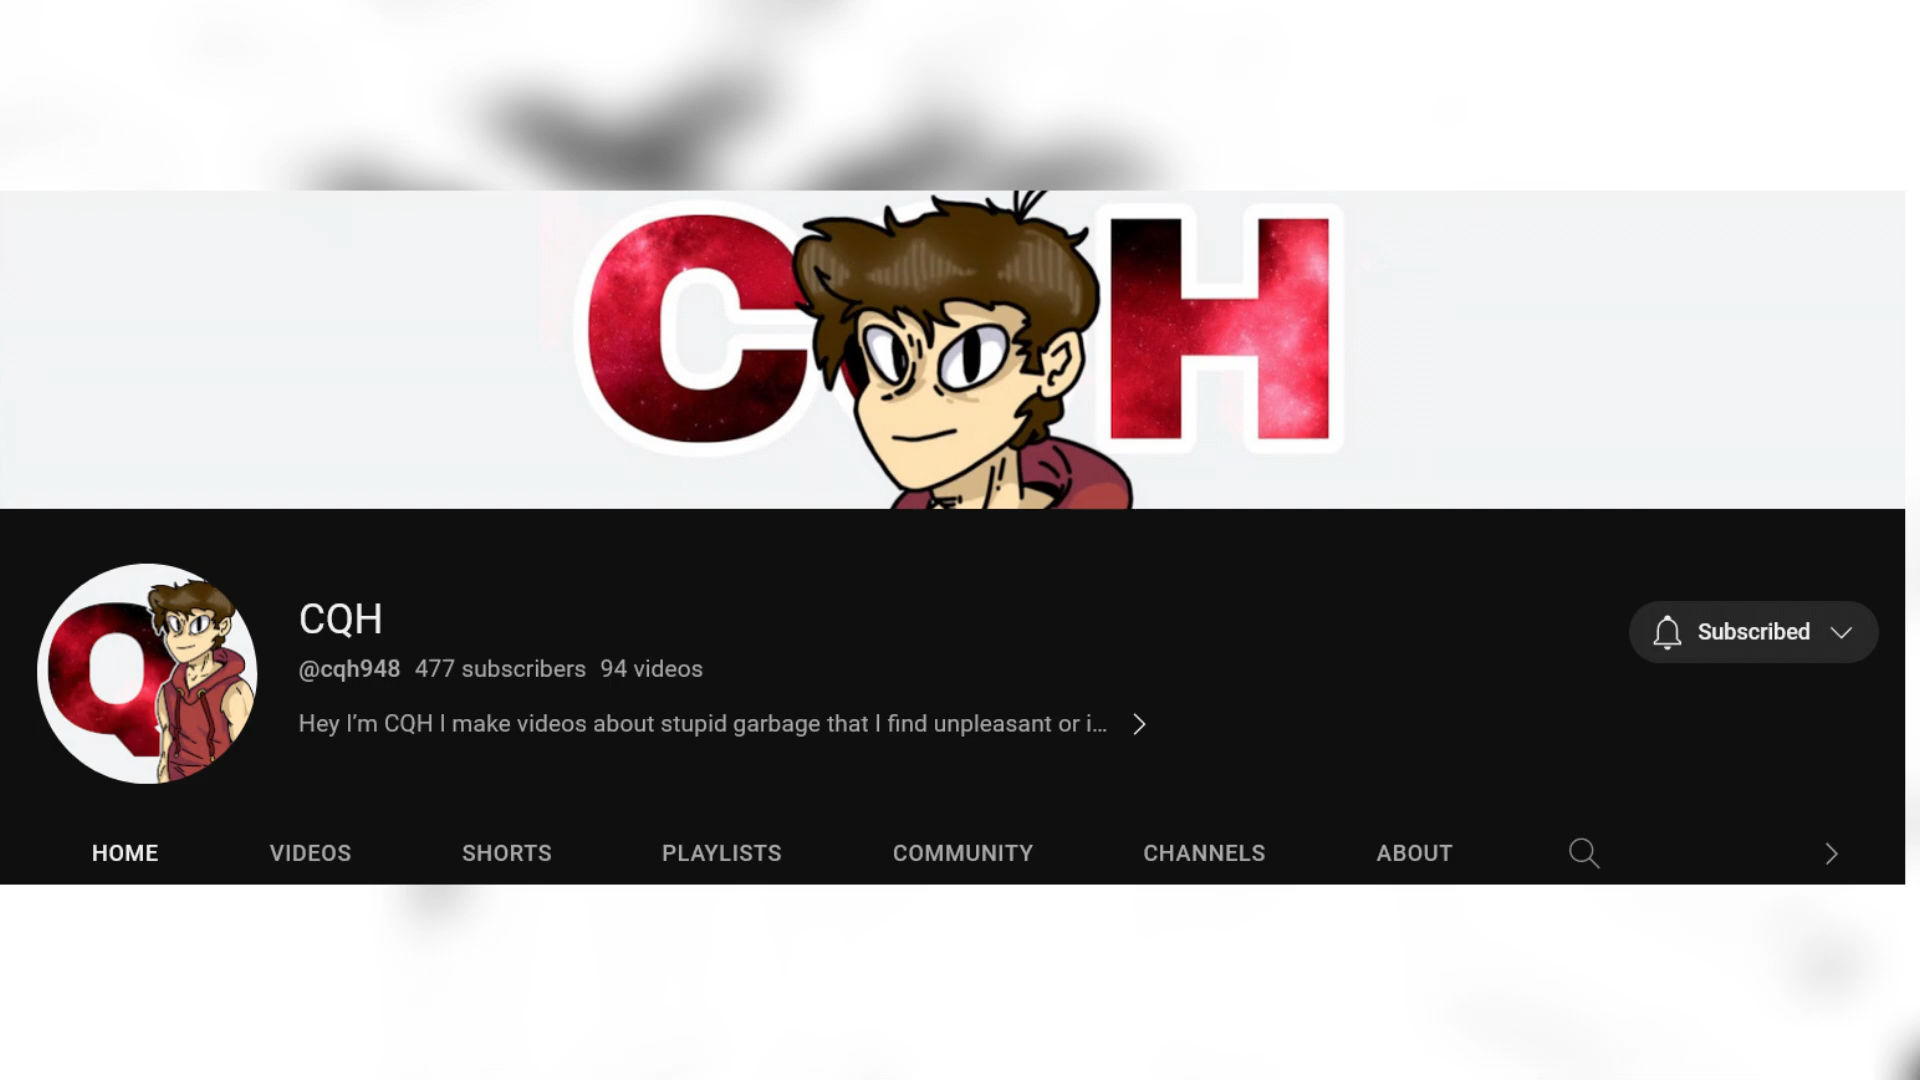 CQH
CQH
@cqh948 477 subscribers 94 videos
Subscribed
Hey I’m CQH I make videos about stupid garbage that I find unpleasant or i...
Q
HOME VIDEOS SHORTS PLAYLISTS COMMUNITY CHANNELS ABOUT